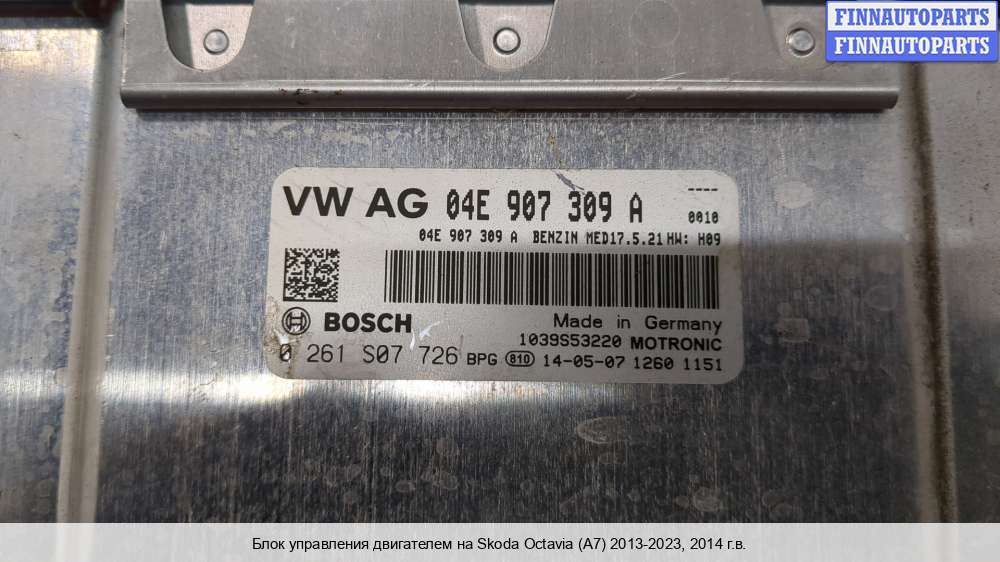 FINNAUTOPARTS
FINNAUTOPARTS
VW AG 04E 907 309 A ----
0010
04E 907 309 A BENZIN MED17.5.21 HW: H09
BOSCH Made in Germany
1039S53220 MOTRONIC
0 261 S07 726 BPG 810 14-05-07 1260 1151
Блок управления двигателем на Skoda Octavia (A7) 2013-2023, 2014 г.в.